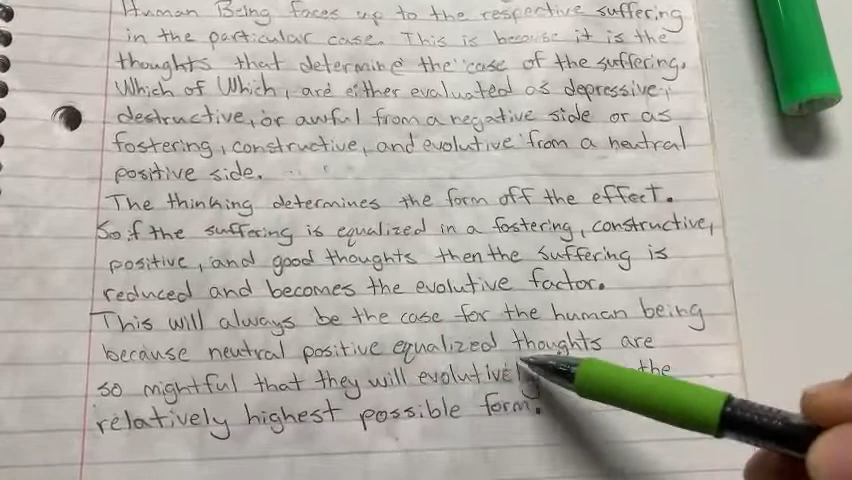 Human Being faces up to the respective suffering
in the particular case. This is because it is the
thoughts that determine the case of the suffering.
Which of Which, are either evaluated as depressive,
destructive, or awful from a negative side or as
fostering, constructive, and evolutive from a neutral
positive side.
The thinking determines the form off the effect.
So if the suffering is equalized in a fostering, constructive,
positive, and good thoughts then the suffering is
reduced and becomes the evolutive factor.
This will always be the case for the human being
because neutral positive equalized thoughts are
so mightful that they will the
relatively highest possible form.